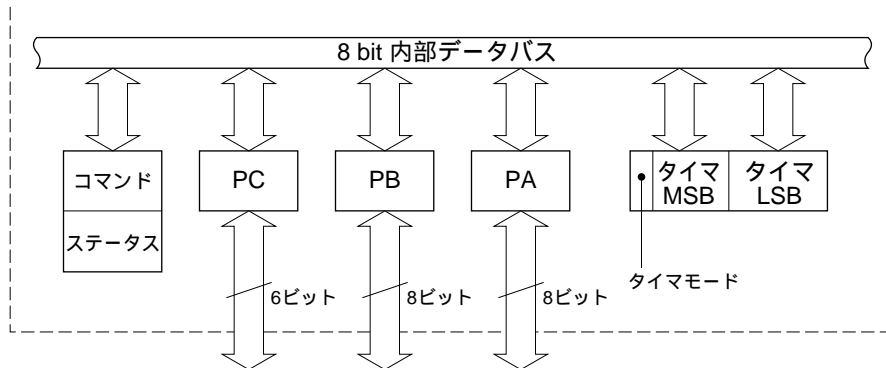 8 bit 内部データバス
コマンド
ステータス
PC
PB
PA
タイマ
MSB
タイマ
LSB
6ビット
8ビット
8ビット
タイマモード